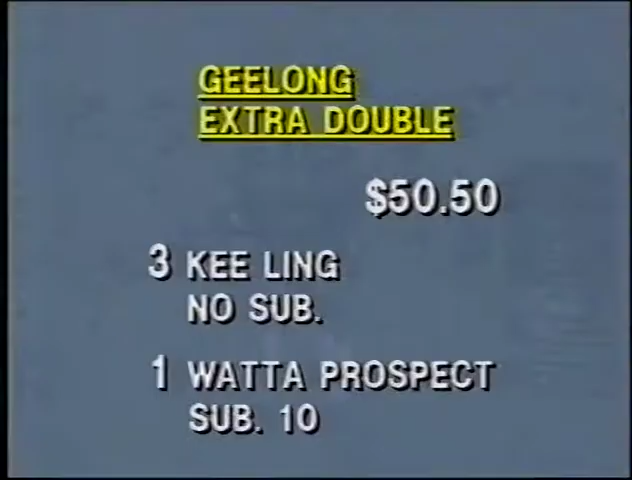 GEELONG
EXTRA DOUBLE
$50.50
3 KEE LING
NO SUB.
1 WATTA PROSPECT
SUB. 10